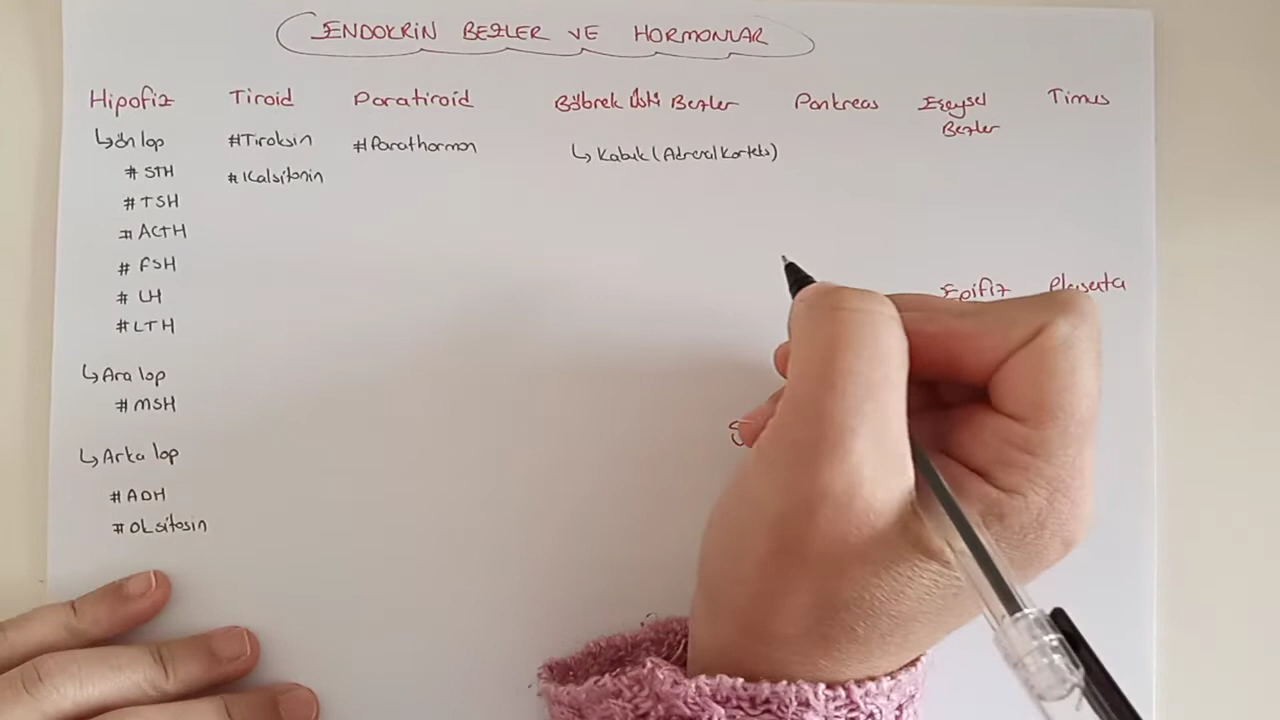 ENDOKRİN BEZLER VE HORMONLAR
Hipofiz
↳ön lop
# STH
# TSH
# ACTH
# FSH
# LH
# LTH
↳Ara lop
# MSH
↳Arka lop
# ADH
# Oksitosin
Tiroid
#Tiroksin
# Kalsitonin
Paratiroid
#Parathormon
Böbrek Üstü Bezler
↳ Kabuk (Adrenal Korteks)
Pankreas
Eşeysel
Bezler
Timus
Epifiz
Plasenta